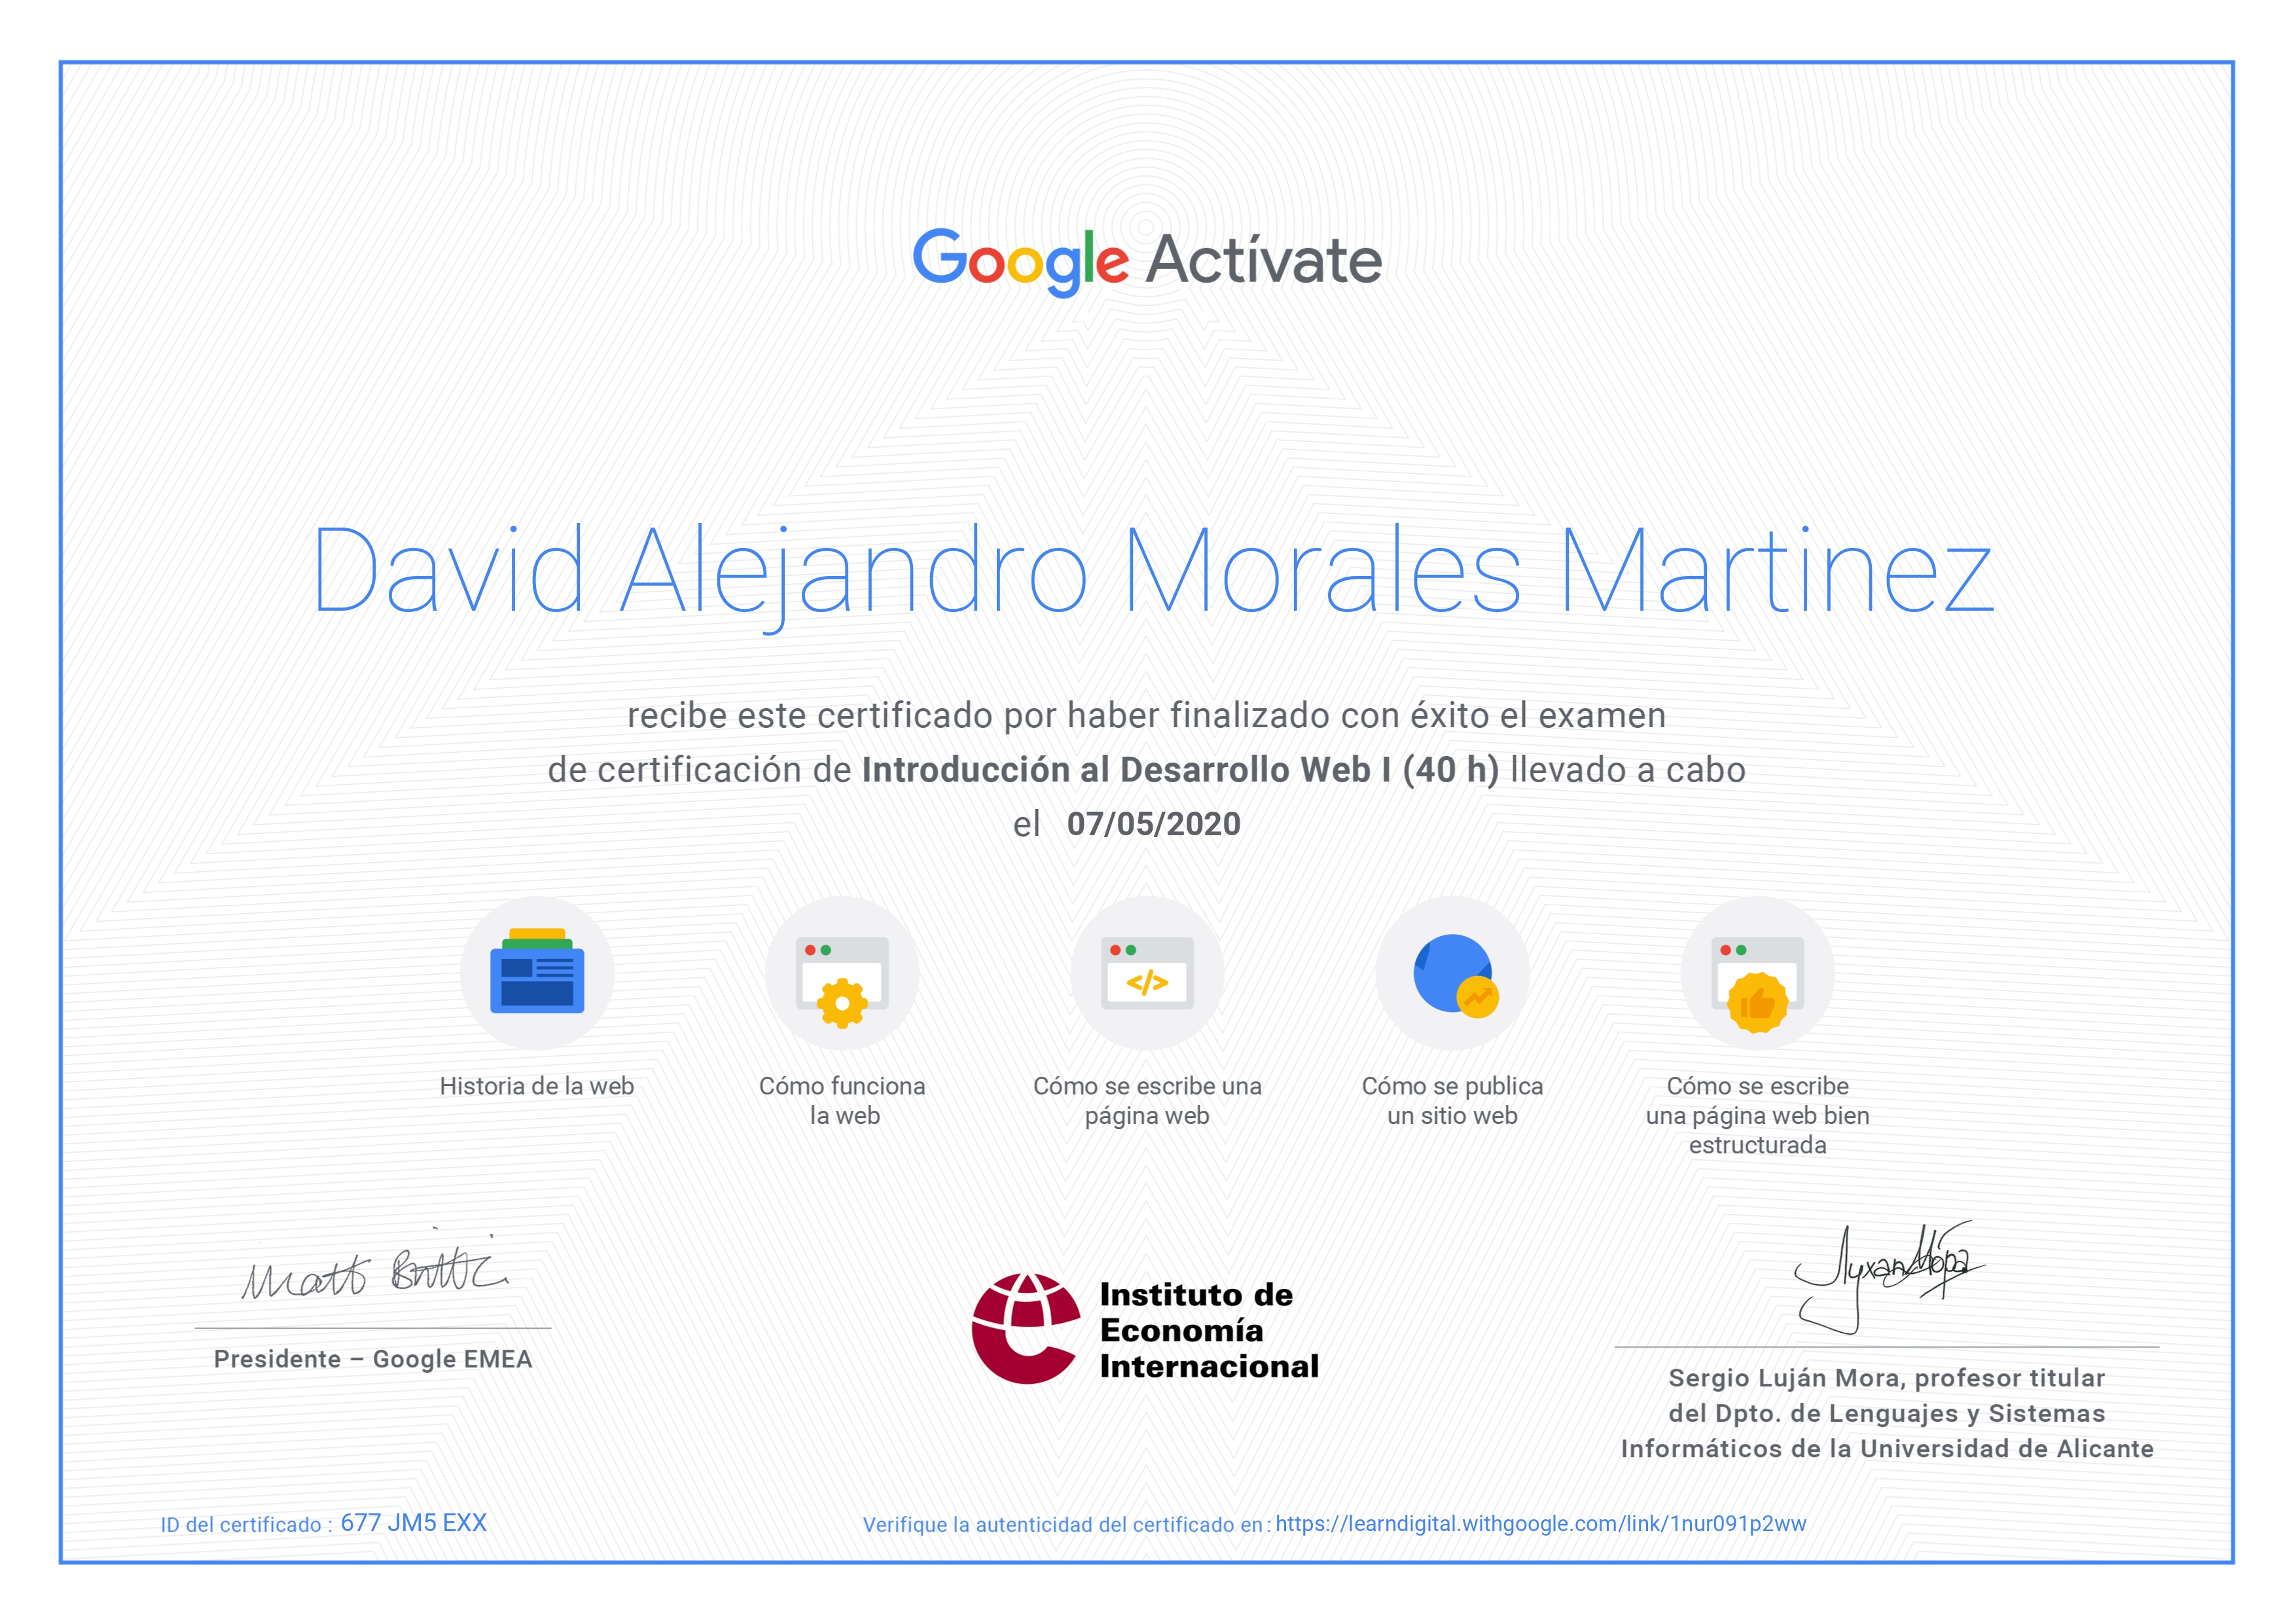 Google Actívate
David Alejandro Morales Martinez
recibe este certificado por haber finalizado con éxito el examen
de certificación de Introducción al Desarrollo Web I (40 h) llevado a cabo
el 07/05/2020
</>
Historia de la web
Cómo funciona
la web
Cómo se escribe una
página web
Cómo se publica
un sitio web
Cómo se escribe
una página web bien
estructurada
Matt Brittin
Presidente – Google EMEA
Instituto de
Economía
Internacional
Sergio Luján Mora, profesor titular
del Dpto. de Lenguajes y Sistemas
Informáticos de la Universidad de Alicante
ID del certificado : 677 JM5 EXX
Verifique la autenticidad del certificado en : https://learndigital.withgoogle.com/link/1nur091p2ww